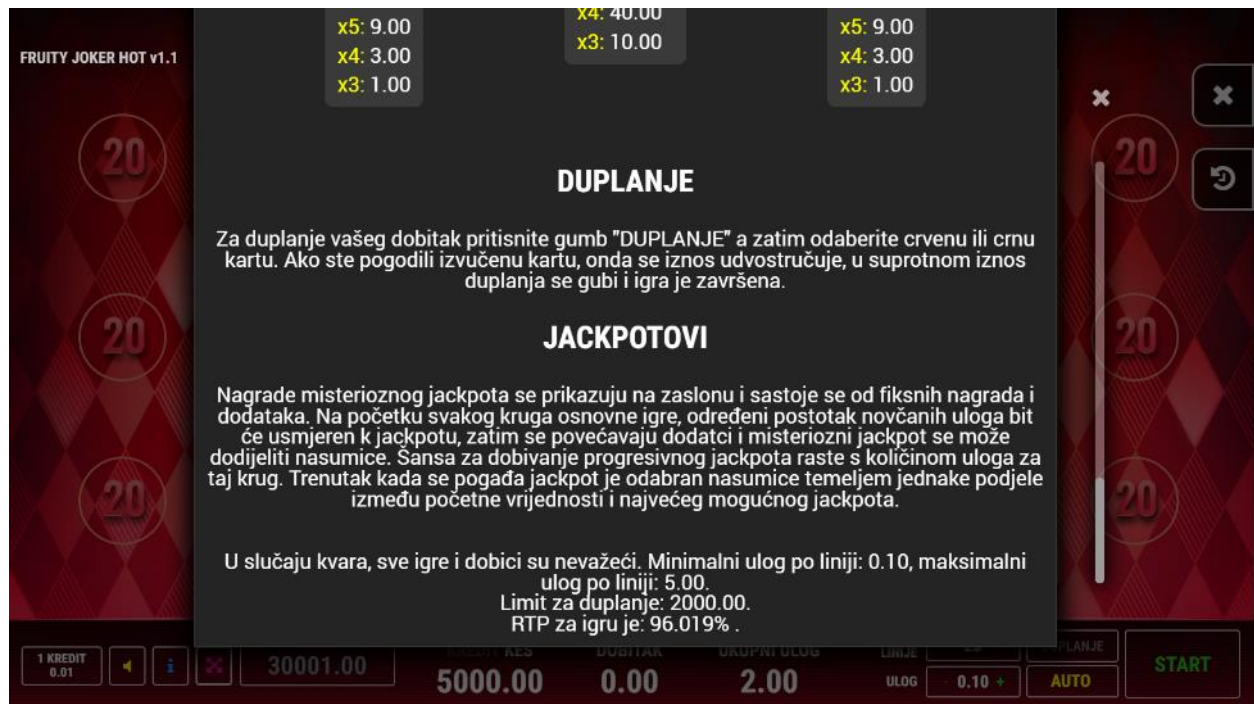 x5: 9.00
x4: 3.00
x3: 1.00
x4: 40.00
x3: 10.00
x5: 9.00
x4: 3.00
x3: 1.00
FRUITY JOKER HOT v1.1
20
20
20
20
20
20
DUPLANJE
Za duplanje vašeg dobitak pritisnite gumb "DUPLANJE" a zatim odaberite crvenu ili crnu
kartu. Ako ste pogodili izvučenu kartu, onda se iznos udvostručuje, u suprotnom iznos
duplanja se gubi i igra je završena.
JACKPOTOVI
Nagrade misterioznog jackpota se prikazuju na zaslonu i sastoje se od fiksnih nagrada i
dodataka. Na početku svakog kruga osnovne igre, određeni postotak novčanih uloga bit
će usmjeren k jackpotu, zatim se povećavaju dodatci i misteriozni jackpot se može
dodijeliti nasumice. Šansa za dobivanje progresivnog jackpota raste s količinom uloga za
taj krug. Trenutak kada se pogađa jackpot je odabran nasumice temeljem jednake podjele
između početne vrijednosti i najvećeg mogućnog jackpota.
U slučaju kvara, sve igre i dobici su nevažeći. Minimalni ulog po liniji: 0.10, maksimalni
ulog po liniji: 5.00.
Limit za duplanje: 2000.00.
RTP za igru je: 96.019% .
1 KREDIT
0.01
i
30001.00
KEŠ
5000.00
DOBITAK
0.00
UKUPNI ULOG
2.00
LINIJE
ULOG
- 0.10 +
AUTO
START